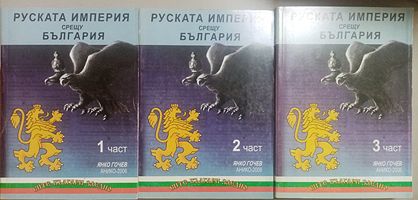 РУСКАТА ИМПЕРИЯ
СРЕЩУ
БЪЛГАРИЯ
1 част
ЯНКО ГОЧЕВ
АНИКО-2006
РУСКАТА ИМПЕРИЯ
СРЕЩУ
БЪЛГАРИЯ
2 част
ЯНКО ГОЧЕВ
АНИКО-2006
РУСКАТА ИМПЕРИЯ
СРЕЩУ
БЪЛГАРИЯ
3 част
ЯНКО ГОЧЕВ
АНИКО-2006